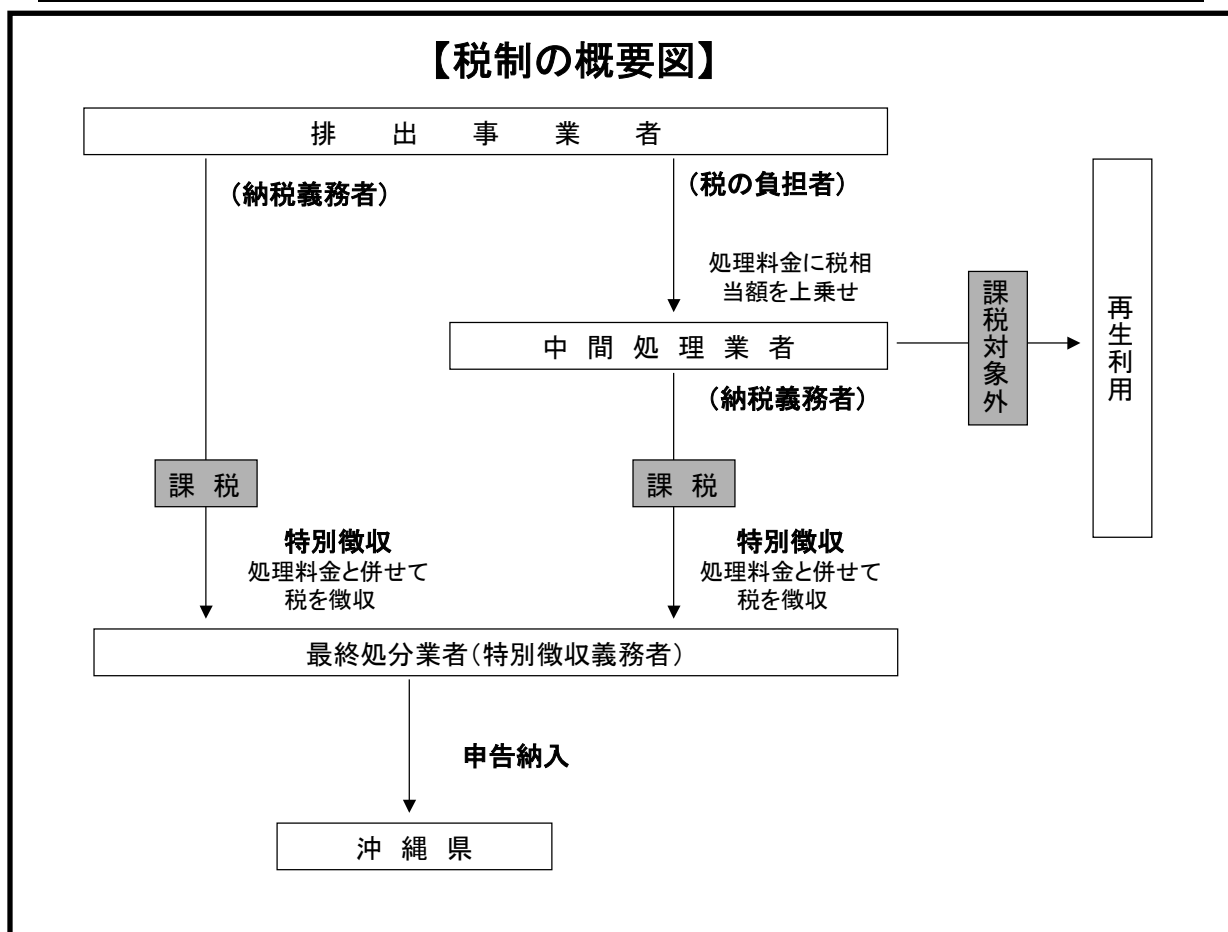 【税制の概要図】
排出事業者
(納税義務者)
(税の負担者)
処理料金に税相
当額を上乗せ
中間処理業者
課税対象外
再生利用
(納税義務者)
課税
課税
特別徴収
処理料金と併せて
税を徴収
特別徴収
処理料金と併せて
税を徴収
最終処分業者(特別徴収義務者)
申告納入
沖縄県